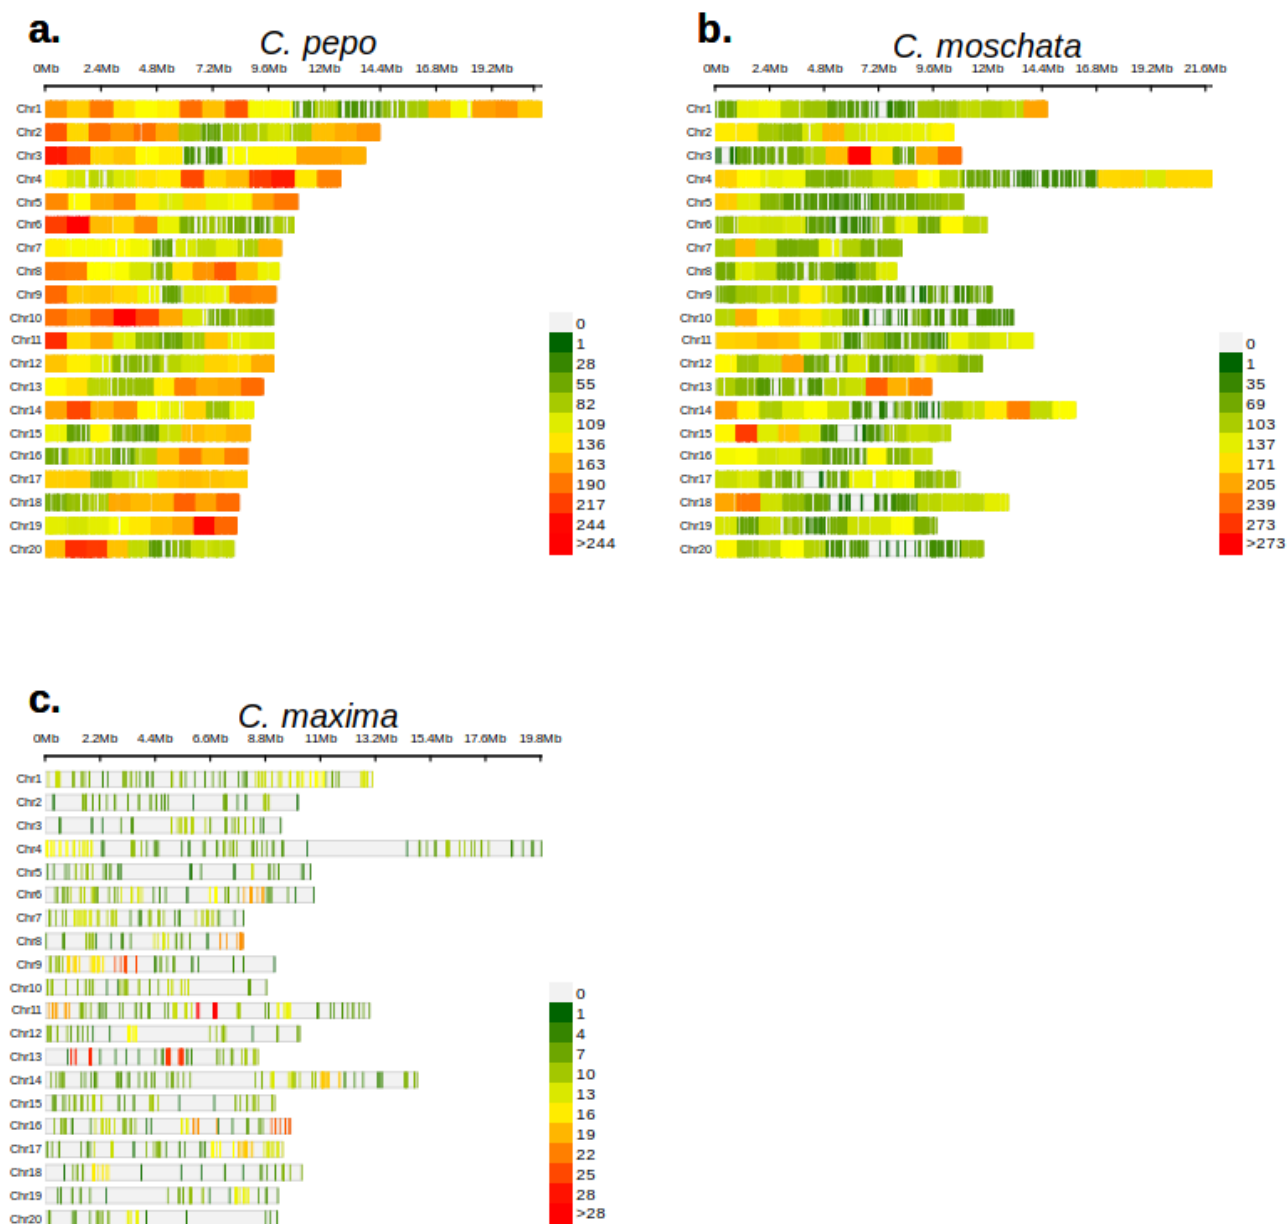 a.
C. pepo
0Mb 2.4Mb 4.8Mb 7.2Mb 9.6Mb 12Mb 14.4Mb 16.8Mb 19.2Mb
Chr1
Chr2
Chr3
Chr4
Chr5
Chr6
Chr7
Chr8
Chr9
Chr10
Chr11
Chr12
Chr13
Chr14
Chr15
Chr16
Chr17
Chr18
Chr19
Chr20
0
1
28
55
82
109
136
163
190
217
244
>244
b.
C. moschata
0Mb 2.4Mb 4.8Mb 7.2Mb 9.6Mb 12Mb 14.4Mb 16.8Mb 19.2Mb 21.6Mb
Chr1
Chr2
Chr3
Chr4
Chr5
Chr6
Chr7
Chr8
Chr9
Chr10
Chr11
Chr12
Chr13
Chr14
Chr15
Chr16
Chr17
Chr18
Chr19
Chr20
0
1
35
69
103
137
171
205
239
273
>273
c.
C. maxima
0Mb 2.2Mb 4.4Mb 6.6Mb 8.8Mb 11Mb 13.2Mb 15.4Mb 17.6Mb 19.8Mb
Chr1
Chr2
Chr3
Chr4
Chr5
Chr6
Chr7
Chr8
Chr9
Chr10
Chr11
Chr12
Chr13
Chr14
Chr15
Chr16
Chr17
Chr18
Chr19
Chr20
0
1
4
7
10
13
16
19
22
25
28
>28